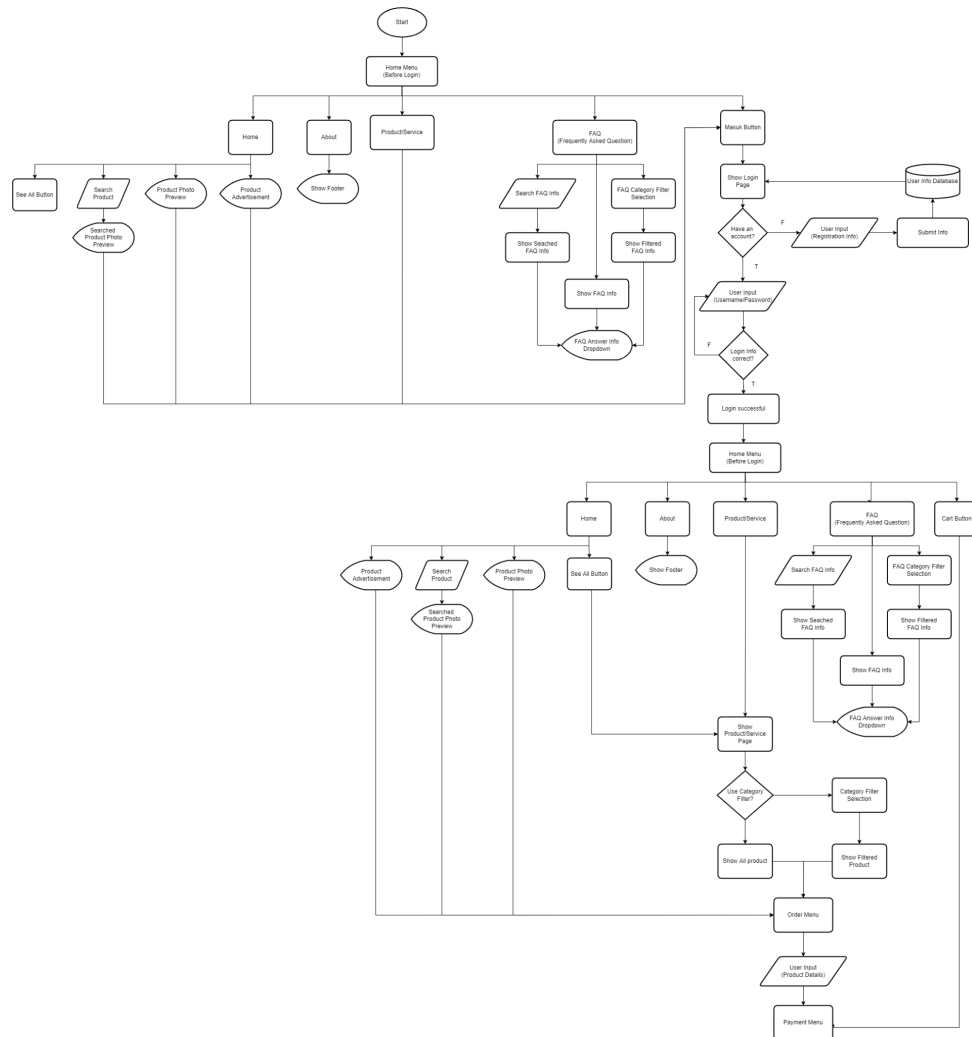 Start
Home Menu
(Before Login)
Home
About
Product/Service
FAQ
(Frequently Asked Question)
Masuk Button
See All Button
Search
Product
Product Photo
Preview
Product
Advertisement
Show Footer
Search FAQ Info
FAQ Category Filter
Selection
Show Login
Page
User Info Database
Searched
Product Photo
Preview
Show Seached
FAQ Info
Show Filtered
FAQ Info
Have an
account?
F
User Input
(Registration Info)
Submit Info
T
Show FAQ Info
User Input
(Username/Password)
FAQ Answer Info
Dropdown
F
Login Info
correct?
T
Login successful
Home Menu
(Before Login)
Home
About
Product/Service
FAQ
(Frequently Asked Question)
Cart Button
Product
Advertisement
Search
Product
Product Photo
Preview
See All Button
Show Footer
Search FAQ Info
FAQ Category Filter
Selection
Searched
Product Photo
Preview
Show Seached
FAQ Info
Show Filtered
FAQ Info
Show FAQ Info
FAQ Answer Info
Dropdown
Show
Product/Service
Page
Use Category
Filter?
Category Filter
Selection
Show All product
Show Filtered
Product
Order Menu
User Input
(Product Details)
Payment Menu